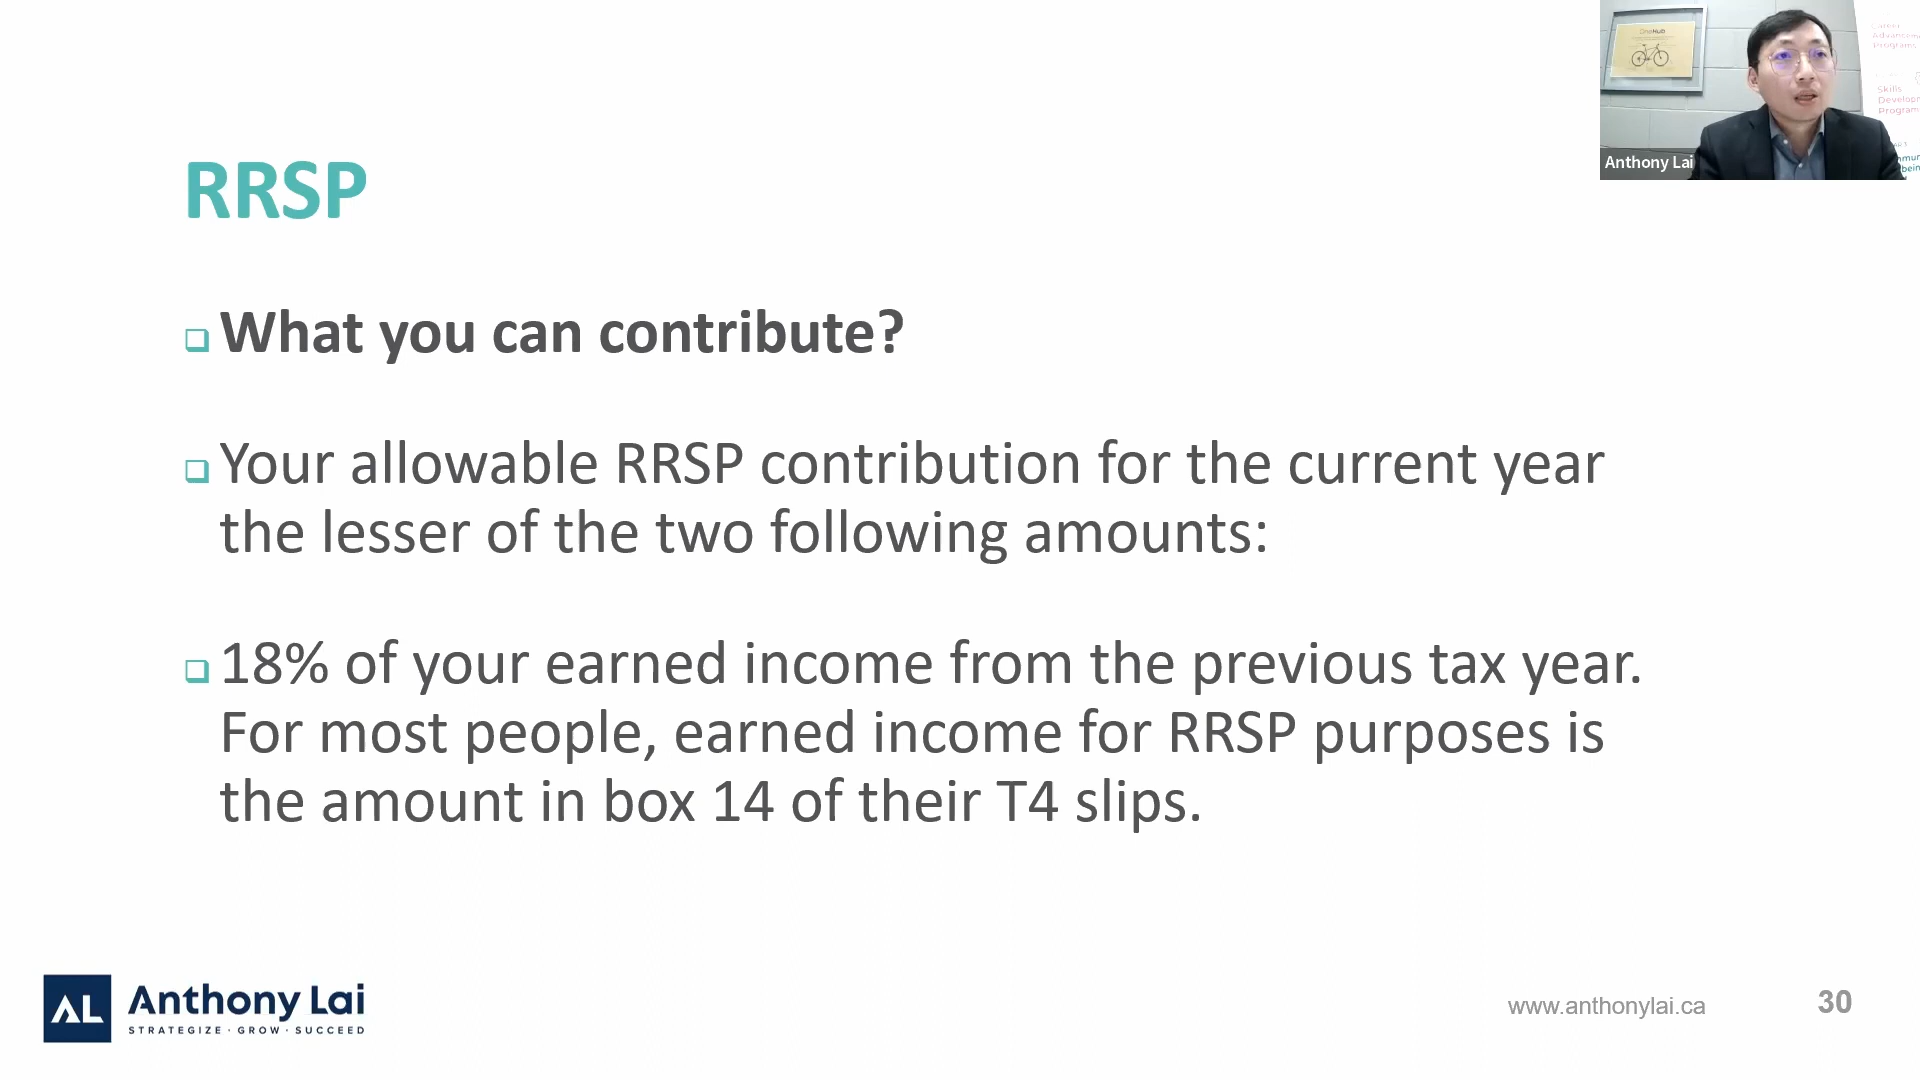 RRSP
What you can contribute?
Your allowable RRSP contribution for the current year
the lesser of the two following amounts:
18% of your earned income from the previous tax year.
For most people, earned income for RRSP purposes is
the amount in box 14 of their T4 slips.
AL
Anthony Lai
STRATEGIZE · GROW · SUCCEED
www.anthonylai.ca
30
Anthony Lai
Skills